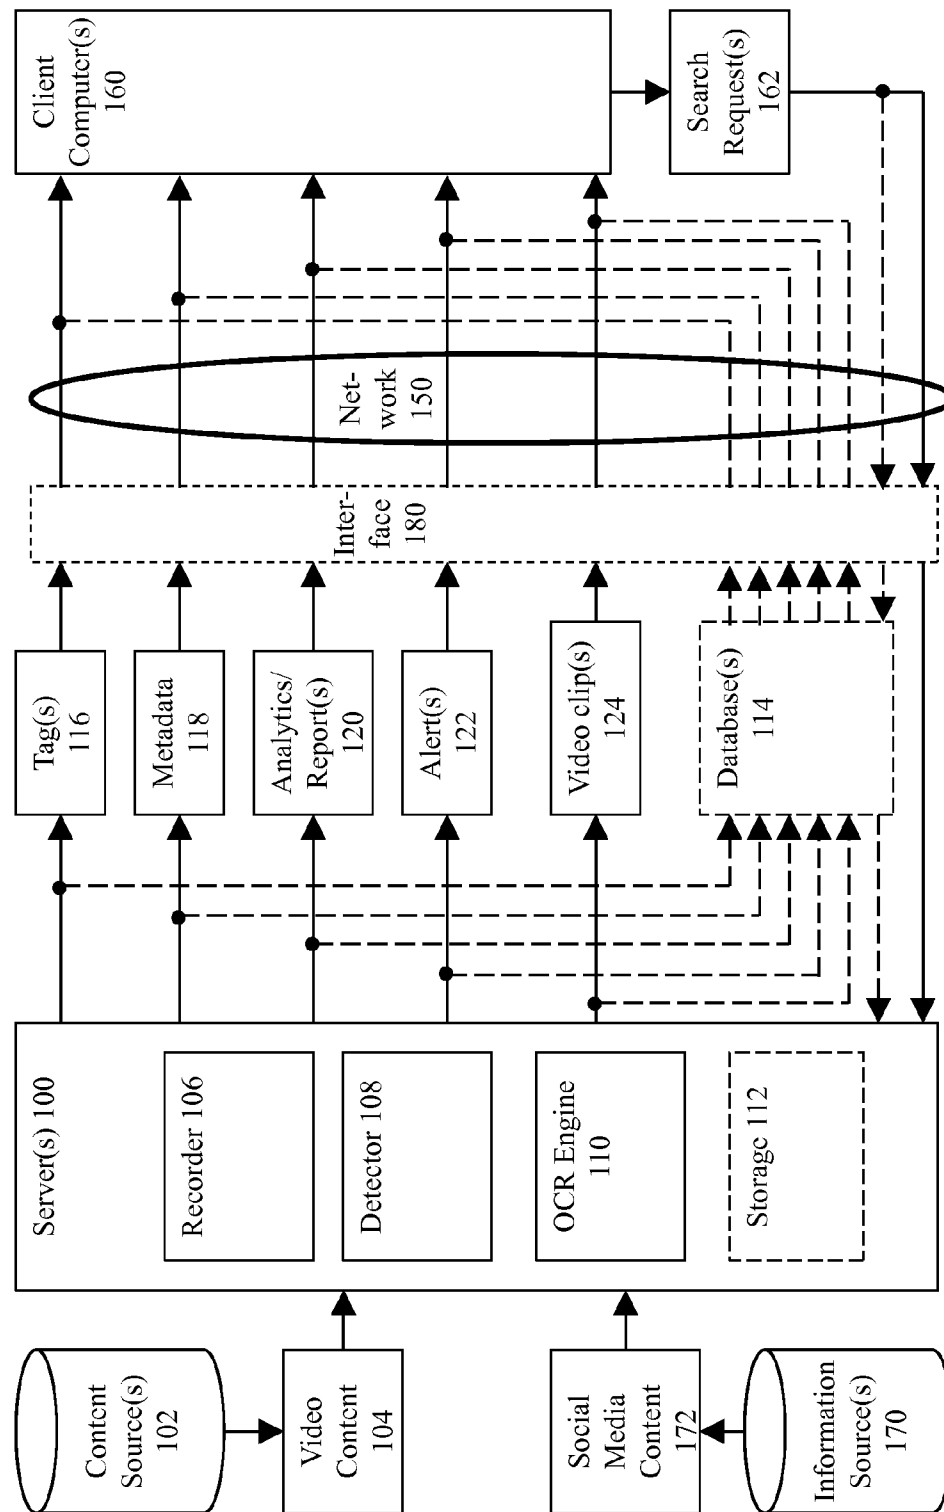 Content
Source(s)
102
Video
Content
104
Social
Media
Content
172
Information
Source(s)
170
Server(s) 100
Recorder 106
Detector 108
OCR Engine
110
Storage 112
Tag(s)
116
Metadata
118
Analytics/
Report(s)
120
Alert(s)
122
Video clip(s)
124
Database(s)
114
Inter-
face
180
Net-
work
150
Client
Computer(s)
160
Search
Request(s)
162